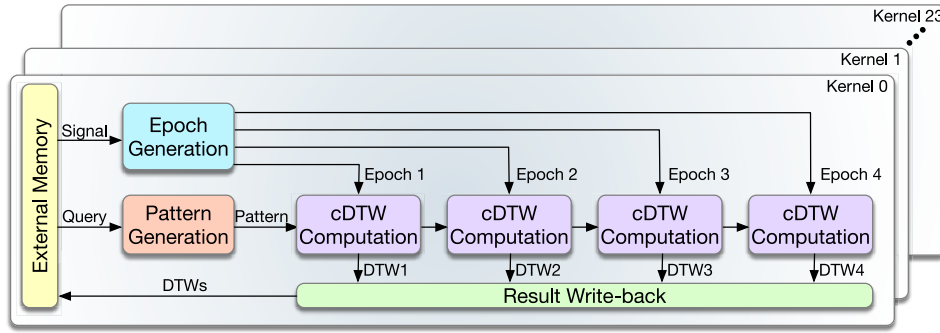 Kernel 23
Kernel 1
Kernel 0
External Memory
Signal
Epoch
Generation
Epoch 1
Epoch 2
Epoch 3
Epoch 4
Query
Pattern
Generation
Pattern
cDTW
Computation
cDTW
Computation
cDTW
Computation
cDTW
Computation
DTW1
DTW2
DTW3
DTW4
DTWs
Result Write-back